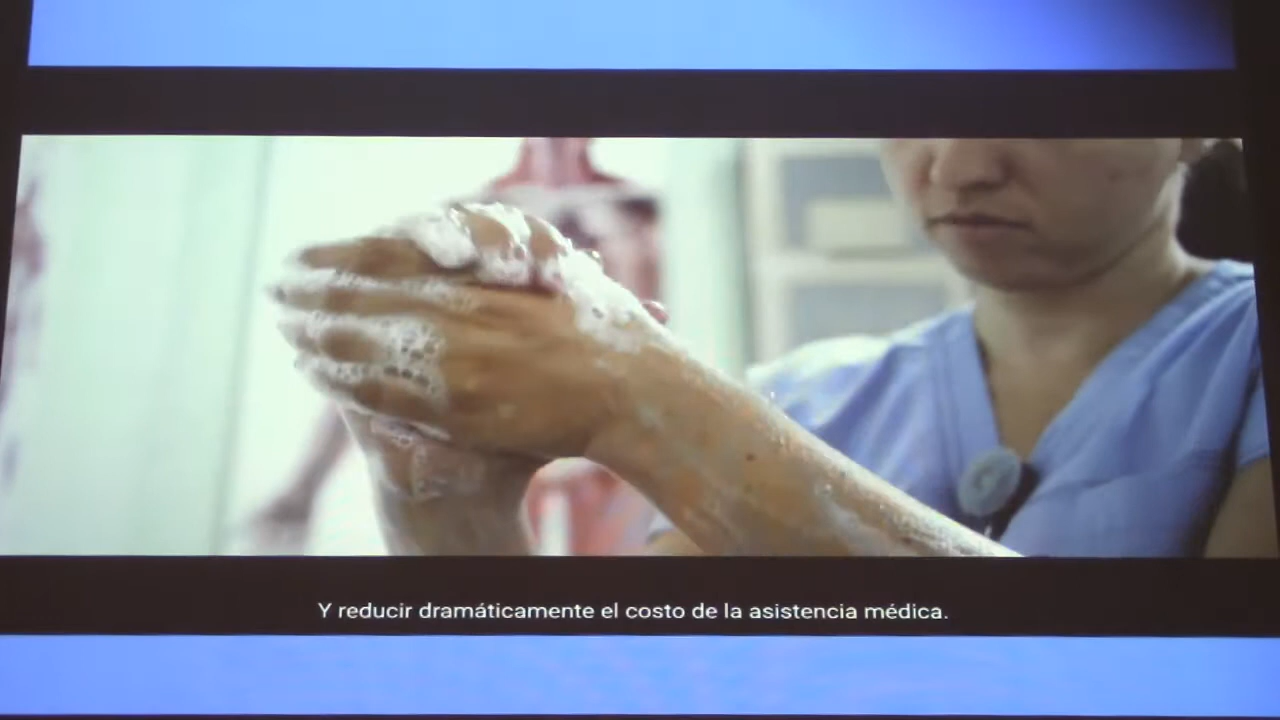 Y reducir dramáticamente el costo de la asistencia médica.